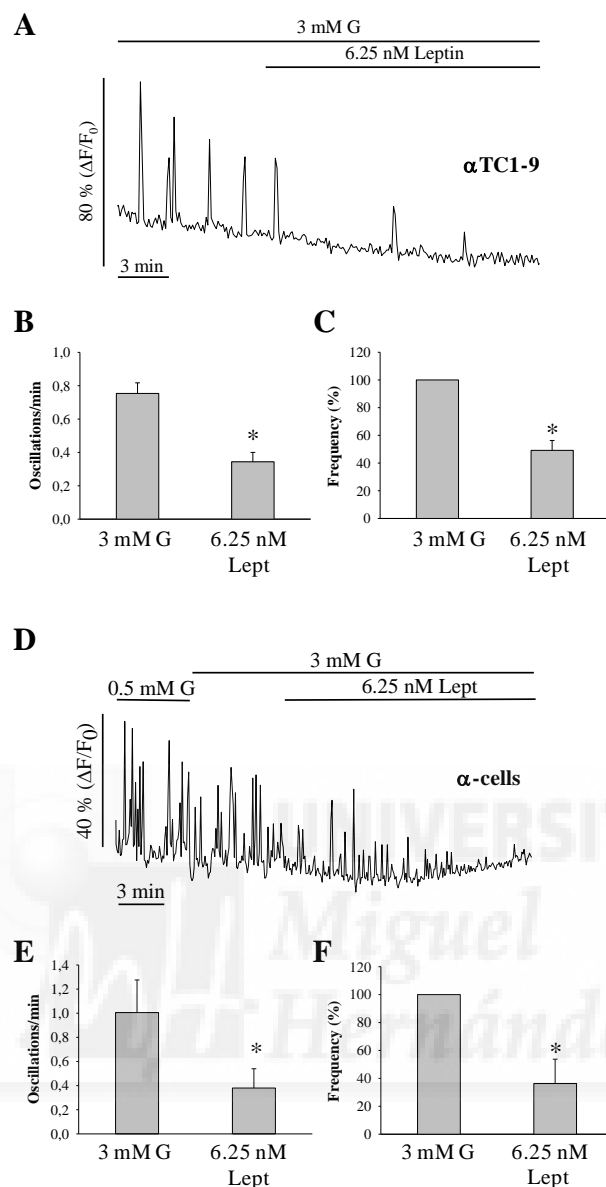 A
3 mM G
6.25 nM Leptin
80 % (ΔF/F0)
αTC1-9
3 min
B
Oscillations/min
1,0
0,8
0,6
0,4
0,2
0,0
*
3 mM G
6.25 nM
Lept
C
Frequency (%)
120
100
80
60
40
20
0
*
3 mM G
6.25 nM
Lept
D
3 mM G
0.5 mM G
6.25 nM Lept
40 % (ΔF/F0)
α-cells
3 min
UNIVERSI
Miguel
Hernánd
E
Oscillations/min
1,4
1,2
1,0
0,8
0,6
0,4
0,2
0,0
*
3 mM G
6.25 nM
Lept
F
Frequency (%)
120
100
80
60
40
20
0
*
3 mM G
6.25 nM
Lept